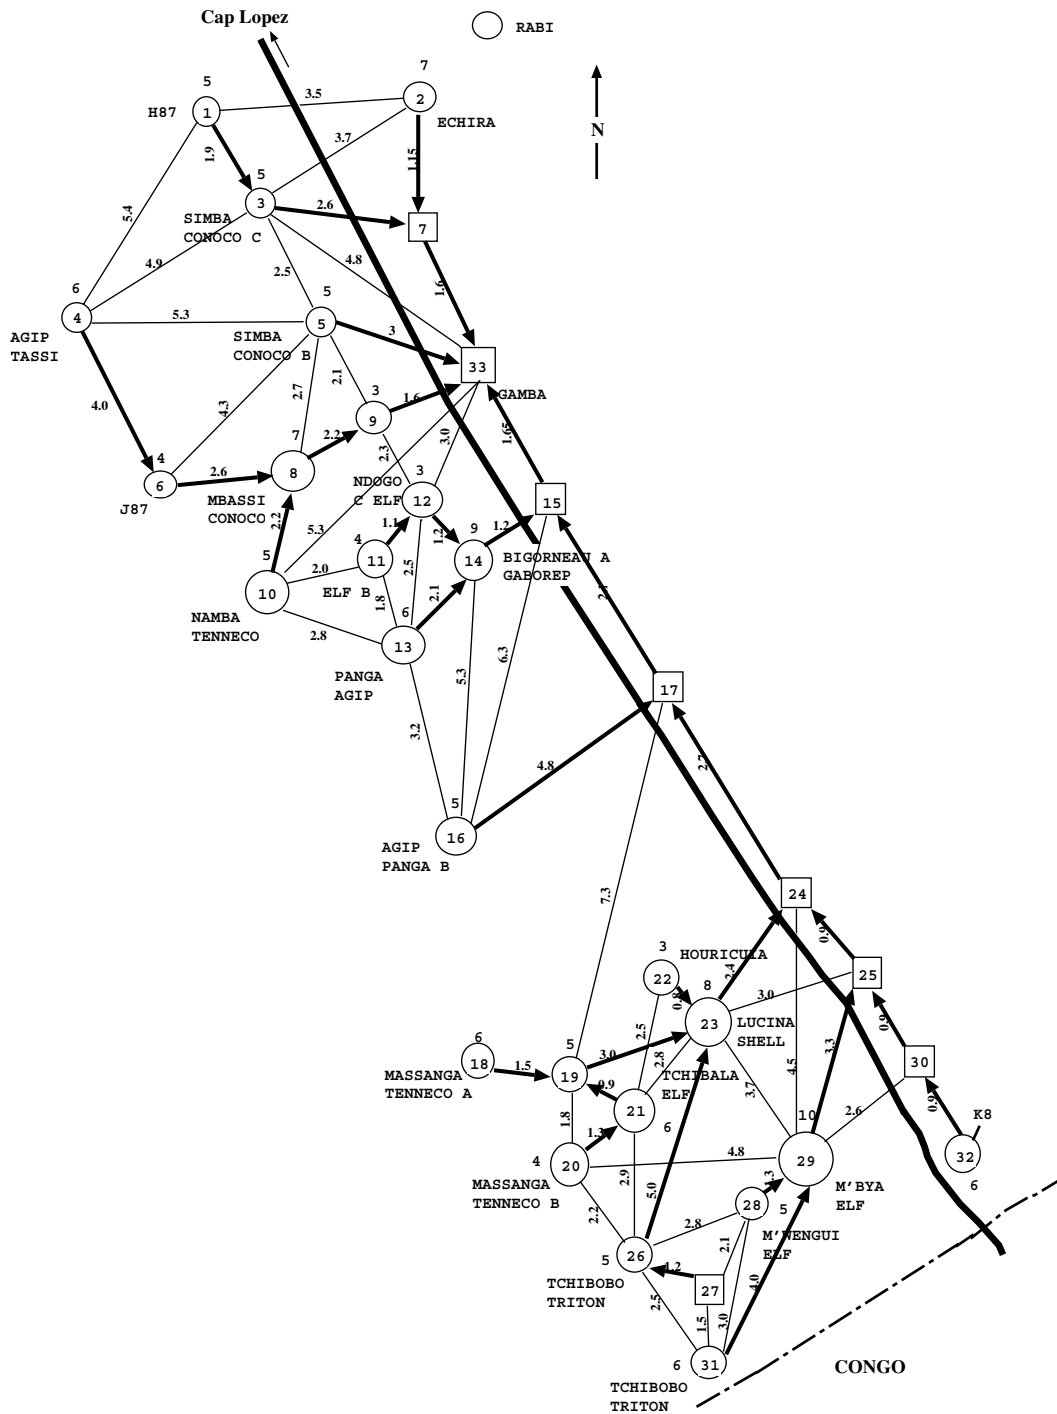 Cap Lopez
RABI
5
7
H87
1
3.5
2
ECHIRA
N
1.9
3.7
1.15
5
3
2.6
7
SIMBA
CONOCO C
5.4
4.9
2.5
4.8
1.6
6
4
5.3
5
5
3
AGIP
TASSI
SIMBA
CONOCO B
33
GAMBA
4.0
4.3
2.7
2.1
3
9
1.6
3.0
1.65
7
2.2
2.3
4
6
2.6
8
J87
MBASSI
CONOCO
NDOGO
C ELF
3
12
15
2.2
5.3
1.1
1.2
9
1.2
4
11
14
BIGORNEAU A
GABOREP
5
10
2.0
ELF B
2.5
1.8
2.1
NAMBA
TENNECO
2.8
6
13
PANGA
AGIP
5.3
6.3
17
3.2
4.8
2.7
5
16
AGIP
PANGA B
7.3
24
0.9
3
HOURICUIA
22
0.8
8
2.4
25
3.0
23
LUCINA
SHELL
0.9
2.5
2.8
6
18
MASSANGA
TENNECO A
1.5
5
19
3.0
0.9
TCHIBALA
ELF
21
6
3.7
4.5
3.3
30
2.6
0.9
K8
32
6
1.8
1.3
10
4
20
4.8
29
M'BYA
ELF
MASSANGA
TENNECO B
2.9
5.0
1.3
2.2
28
5
M'WENGUI
ELF
2.8
2.1
5
26
1.2
TCHIBOBO
TRITON
27
4.0
2.5
1.5
3.0
6
31
TCHIBOBO
TRITON
CONGO